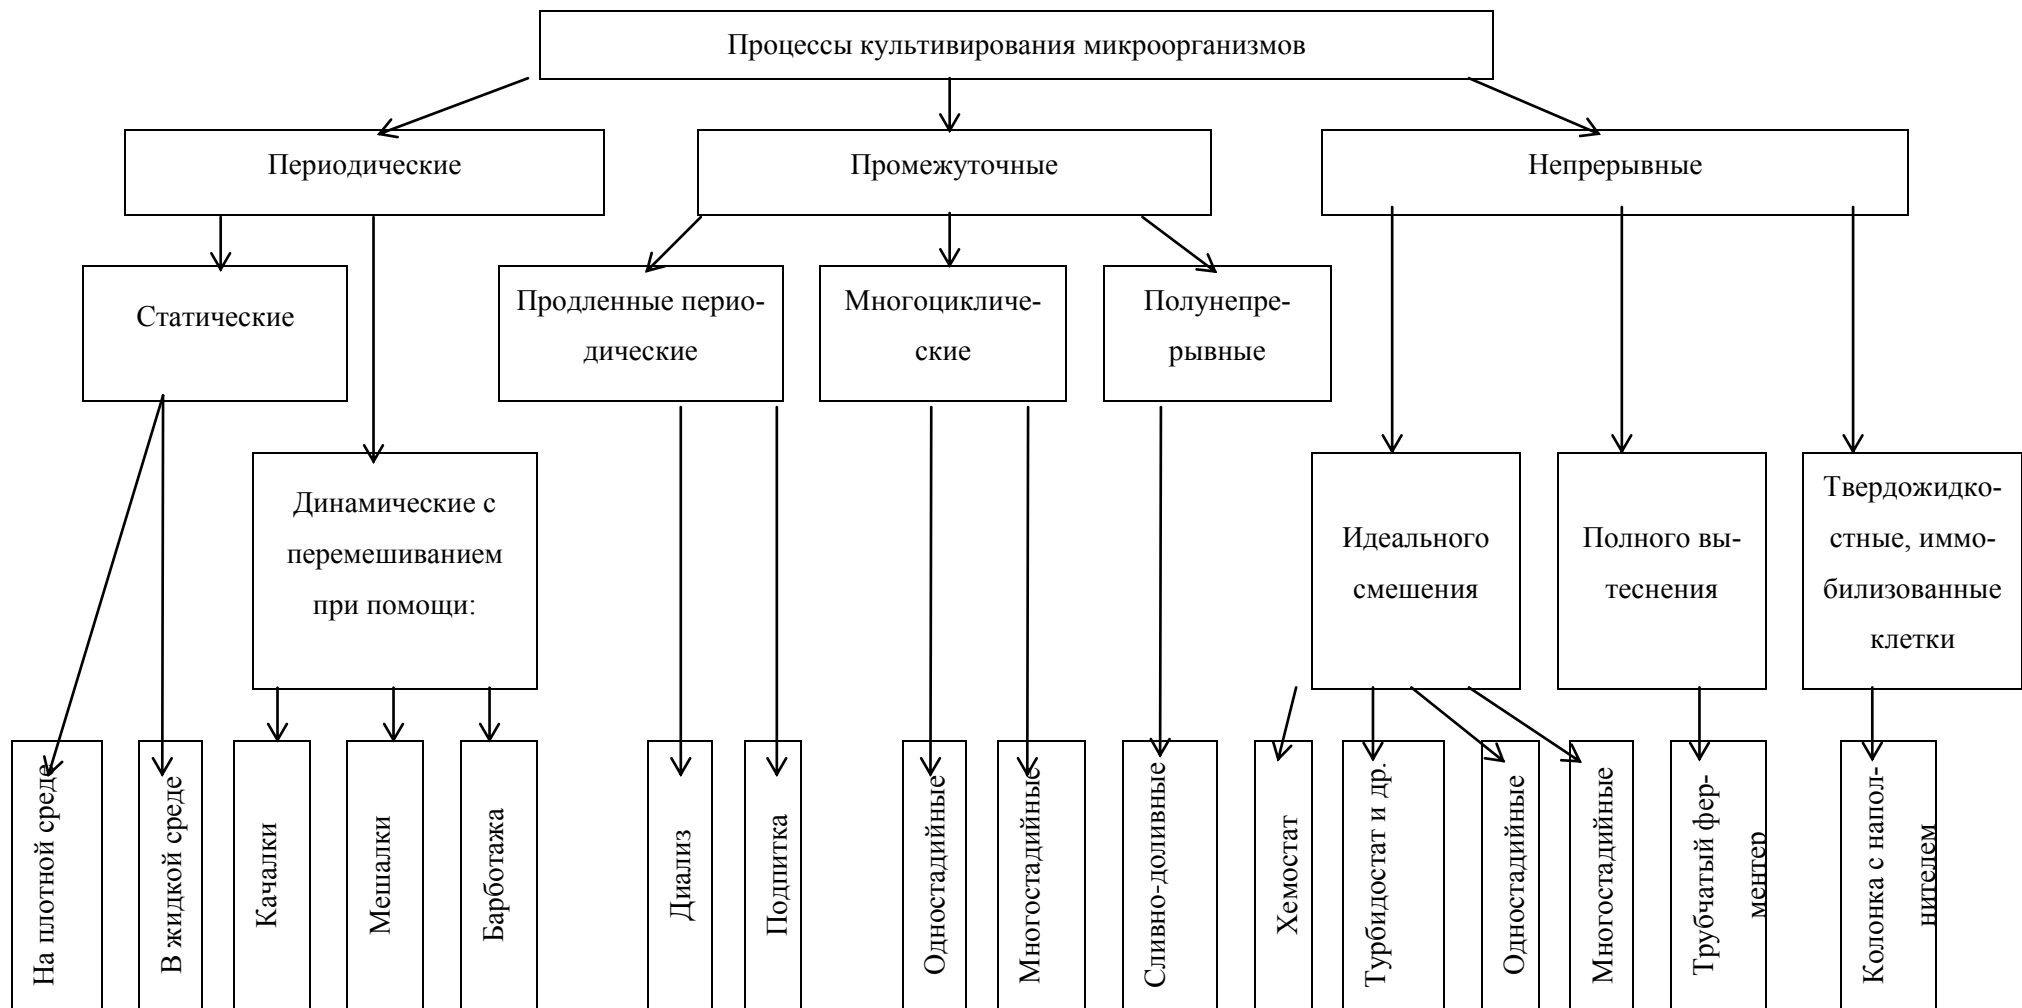 Процессы культивирования микроорганизмов
Периодические
Промежуточные
Непрерывные
Статические
Продленные перио-
дические
Многоцикличе-
ские
Полунепре-
рывные
Динамические с
перемешиванием
при помощи:
Идеального
смешения
Полного вы-
теснения
Твердожидко-
стные, иммо-
билизованные
клетки
На плотной среде
В жидкой среде
Качалки
Мешалки
Барботажа
Диализ
Подпитка
Одностадийные
Многостадийные
Сливно-доливные
Хемостат
Турбидостат и др.
Одностадийные
Многостадийные
Трубчатый фер-
ментер
Колонка с напол-
нителем